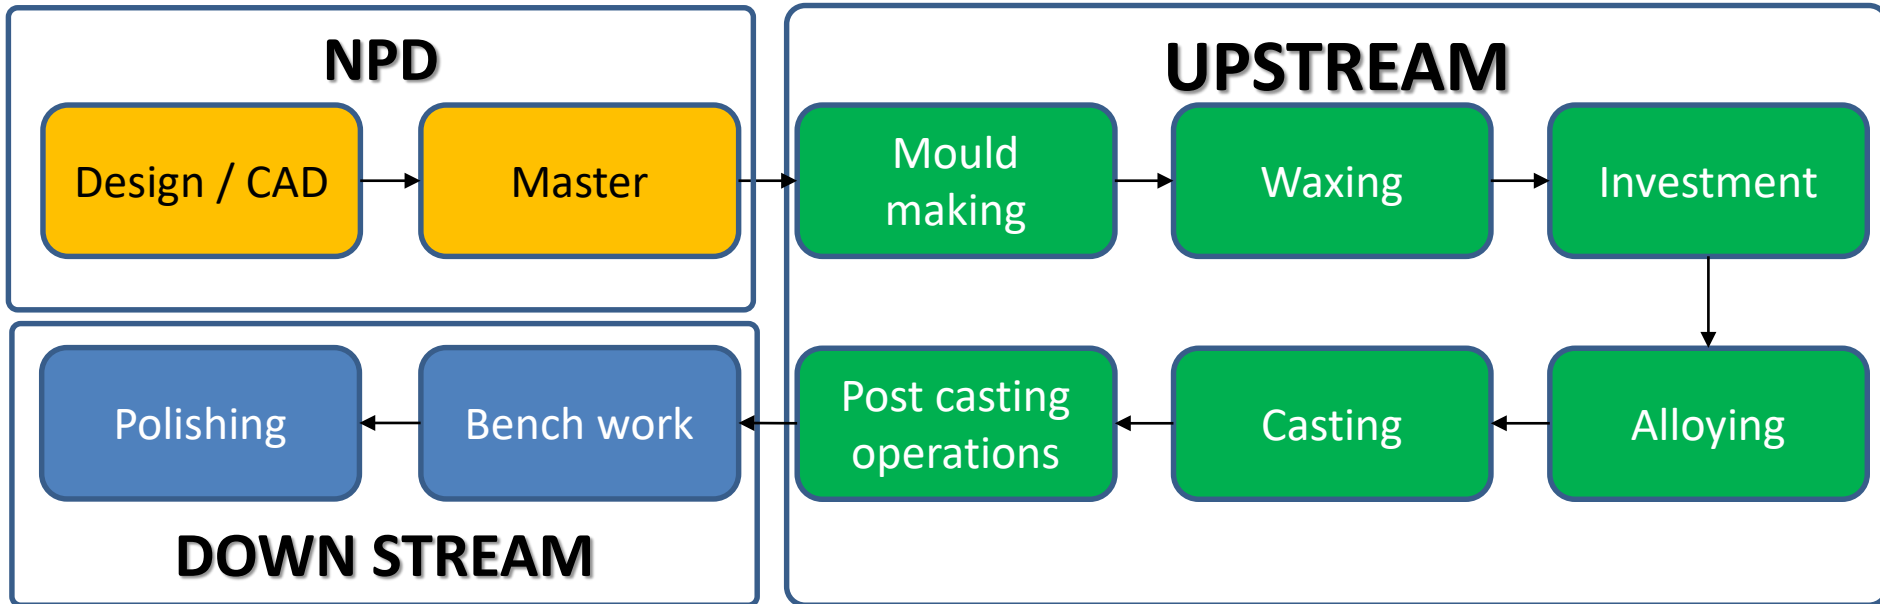 NPD
Design / CAD
Master
UPSTREAM
Mould
making
Waxing
Investment
Alloying
Casting
Post casting
operations
Bench work
Polishing
DOWN STREAM